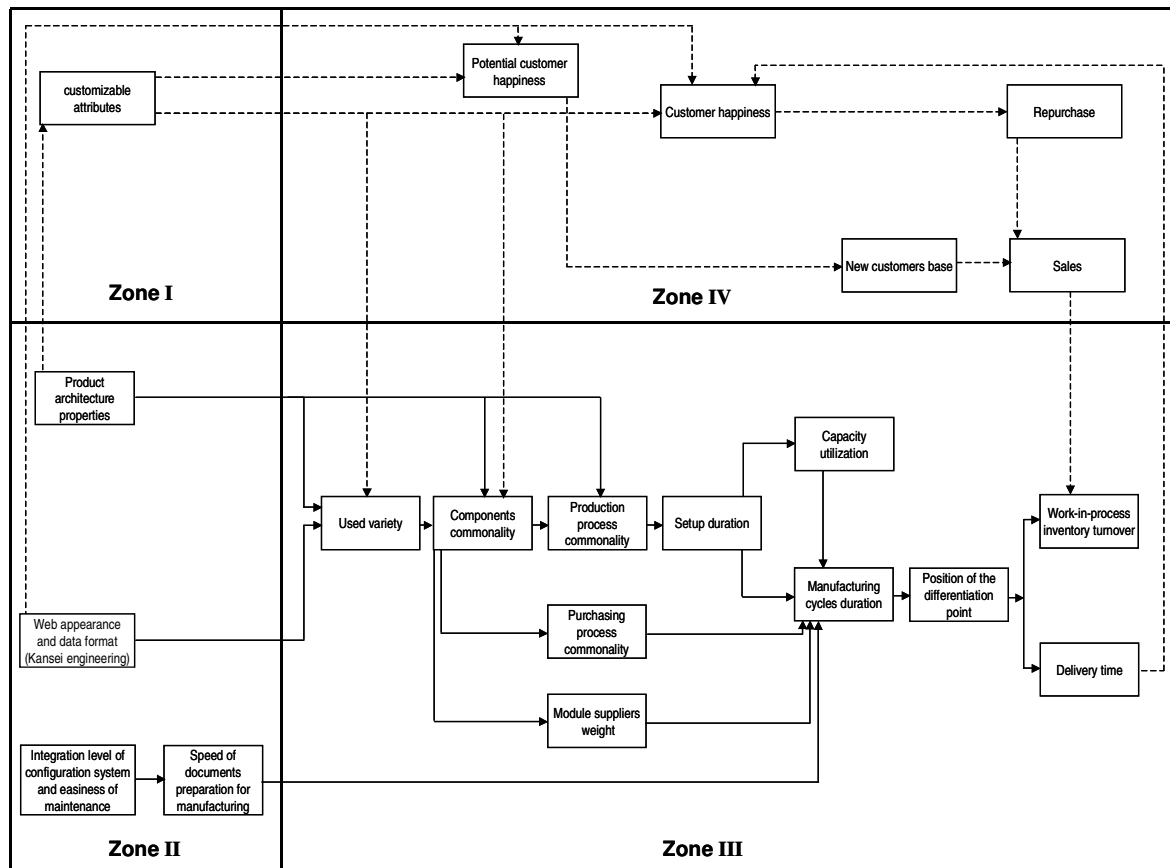 Potential customer
happiness
customizable
attributes
Customer happiness
Repurchase
New customers base
Sales
Zone I
Zone IV
Product
architecture
properties
Capacity
utilization
Used variety
Components
commonality
Production
process
commonality
Setup duration
Work-in-process
inventory turnover
Manufacturing
cycles duration
Position of the
differentiation
point
Web appearance
and data format
(Kansei engineering)
Purchasing
process
commonality
Delivery time
Module suppliers
weight
Integration level of
configuration system
and easiness of
maintenance
Speed of
documents
preparation for
manufacturing
Zone II
Zone III